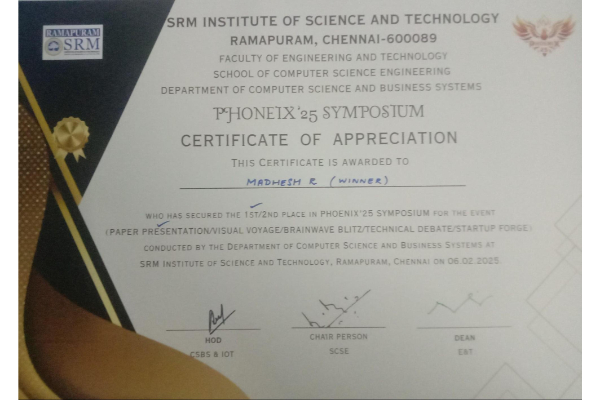 RAMAPURAM
SRM
SRM INSTITUTE OF SCIENCE AND TECHNOLOGY
RAMAPURAM, CHENNAI-600089
FACULTY OF ENGINEERING AND TECHNOLOGY
SCHOOL OF COMPUTER SCIENCE ENGINEERING
DEPARTMENT OF COMPUTER SCIENCE AND BUSINESS SYSTEMS
PHONEIX'25 SYMPOSIUM
CERTIFICATE OF APPRECIATION
THIS CERTIFICATE IS AWARDED TO
MADHESH R (WINNER)
WHO HAS SECURED THE 1ST/2ND PLACE IN PHOENIX'25 SYMPOSIUM FOR THE EVENT
(PAPER PRESENTATION/VISUAL VOYAGE/BRAINWAVE BLITZ/TECHNICAL DEBATE/STARTUP FORGE)
CONDUCTED BY THE DEPARTMENT OF COMPUTER SCIENCE AND BUSINESS SYSTEMS AT
SRM INSTITUTE OF SCIENCE AND TECHNOLOGY, RAMAPURAM, CHENNAI ON 06.02.2025.
HOD
CSBS & IOT
CHAIR PERSON
SCSE
DEAN
E&T